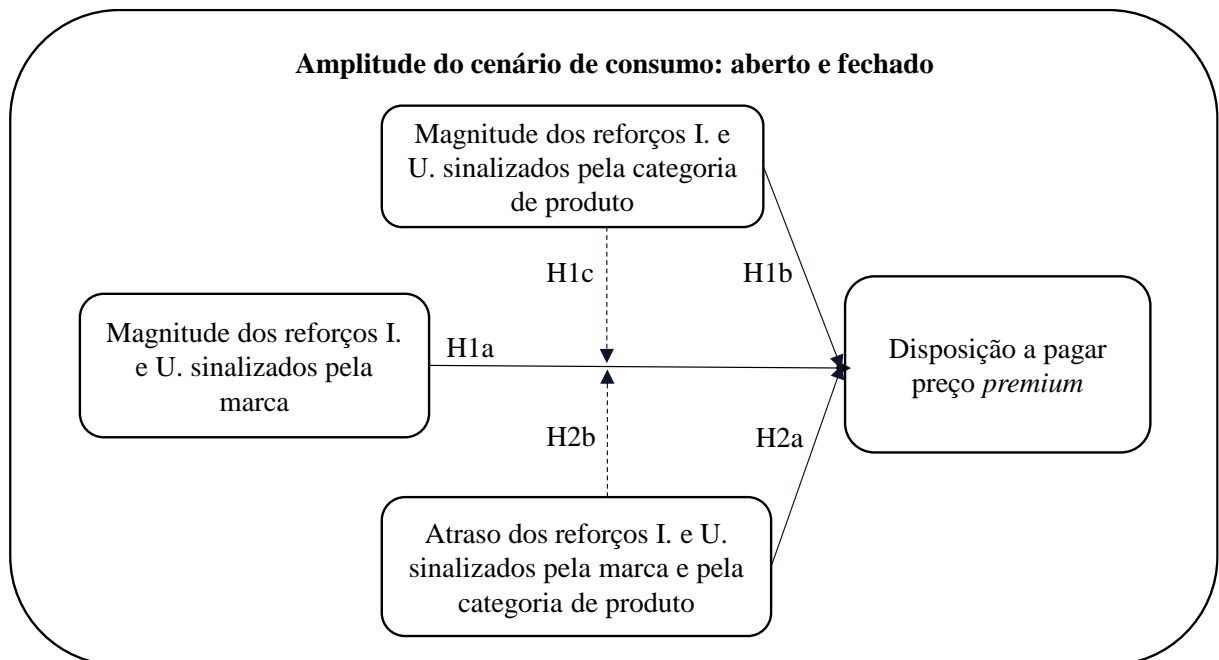 Amplitude do cenário de consumo: aberto e fechado
Magnitude dos reforços I. e
U. sinalizados pela categoria
de produto
H1c
H1b
Magnitude dos reforços I.
e U. sinalizados pela
marca
H1a
Disposição a pagar
preço premium
H2b
H2a
Atraso dos reforços I. e U.
sinalizados pela marca e pela
categoria de produto